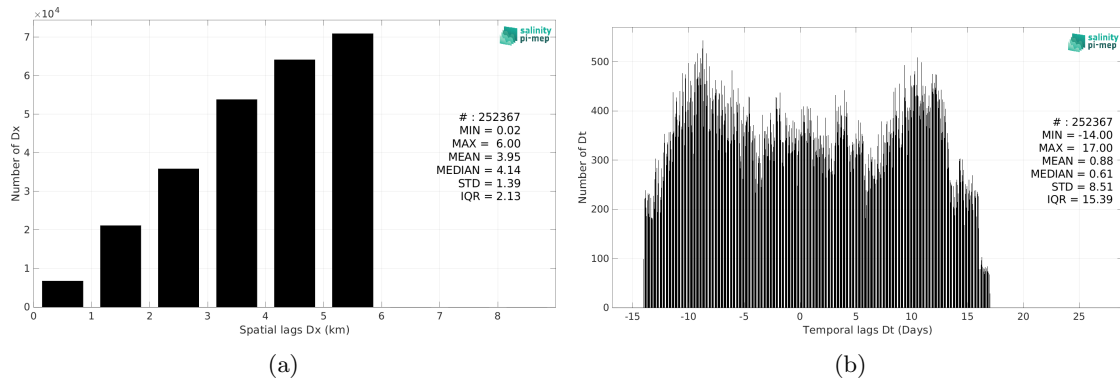 ×10⁴
7
6
5
4
3
2
1
0
Number of Dx
salinity
pi-mep
# : 252367
MIN = 0.02
MAX = 6.00
MEAN = 3.95
MEDIAN = 4.14
STD = 1.39
IQR = 2.13
0 1 2 3 4 5 6 7 8
Spatial lags Dx (km)
(a)
500
400
300
200
100
0
Number of Dt
salinity
pi-mep
# : 252367
MIN = -14.00
MAX = 17.00
MEAN = 0.88
MEDIAN = 0.61
STD = 8.51
IQR = 15.39
-15 -10 -5 0 5 10 15 20 25
Temporal lags Dt (Days)
(b)